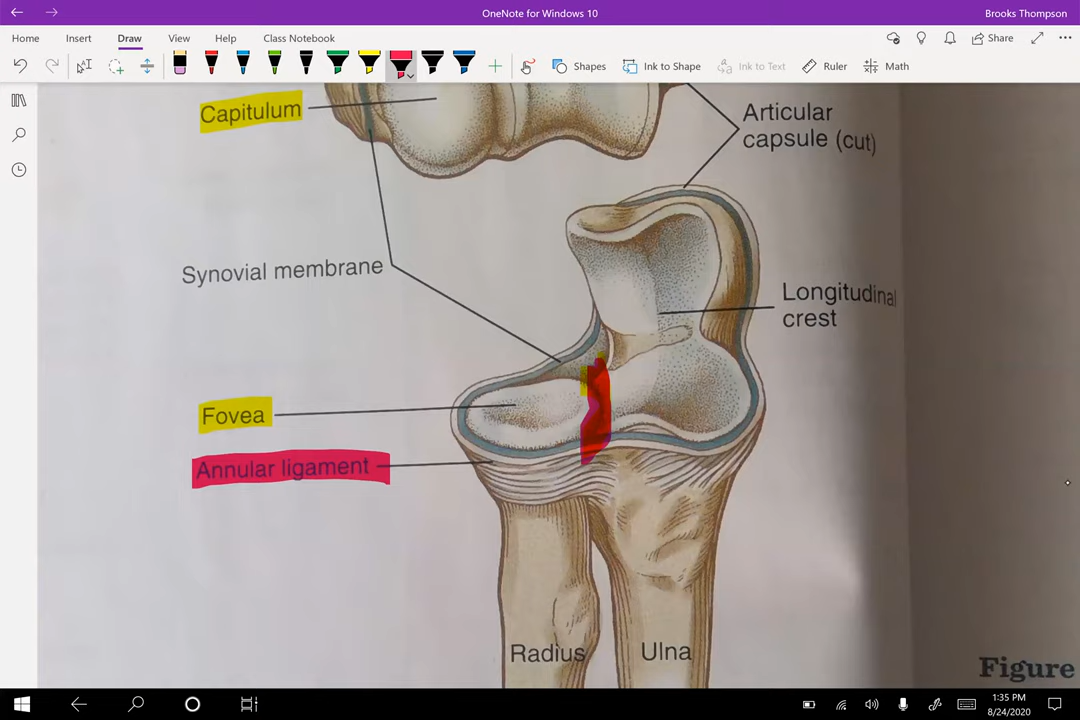 OneNote for Windows 10
Brooks Thompson
Home Insert Draw View Help Class Notebook Share
Shapes Ink to Shape Ink to Text Ruler Math
Capitulum
Articular
capsule (cut)
Synovial membrane
Longitudinal
crest
Fovea
Annular ligament
Radius
Ulna
Figure
1:35 PM
8/24/2020